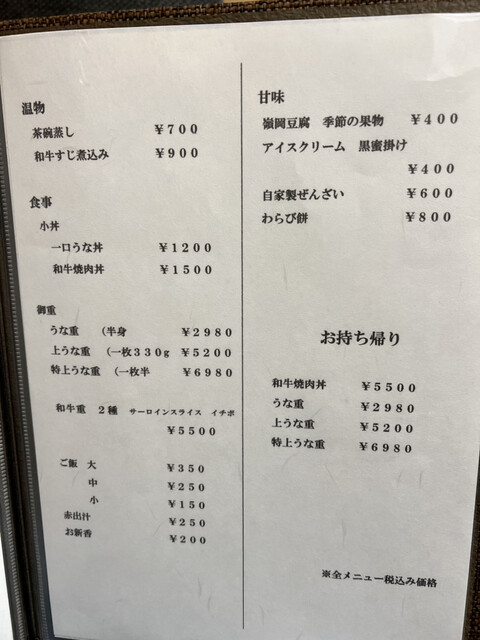 温物
茶碗蒸し ￥７００
和牛すじ煮込み ￥９００
食事
小丼
一口うな丼 ￥１２００
和牛焼肉丼 ￥１５００
御重
うな重 （半身 ￥２９８０
上うな重 （一枚３３０g ￥５２００
特上うな重 （一枚半 ￥６９８０
和牛重 ２種 サーロインスライス イチボ
￥５５００
ご飯 大 ￥３５０
中 ￥２５０
小 ￥１５０
赤出汁 ￥２５０
お新香 ￥２００
甘味
嶺岡豆腐 季節の果物 ￥４００
アイスクリーム 黒蜜掛け
￥４００
自家製ぜんざい ￥６００
わらび餅 ￥８００
お持ち帰り
和牛焼肉丼 ￥５５００
うな重 ￥２９８０
上うな重 ￥５２００
特上うな重 ￥６９８０
※全メニュー税込み価格